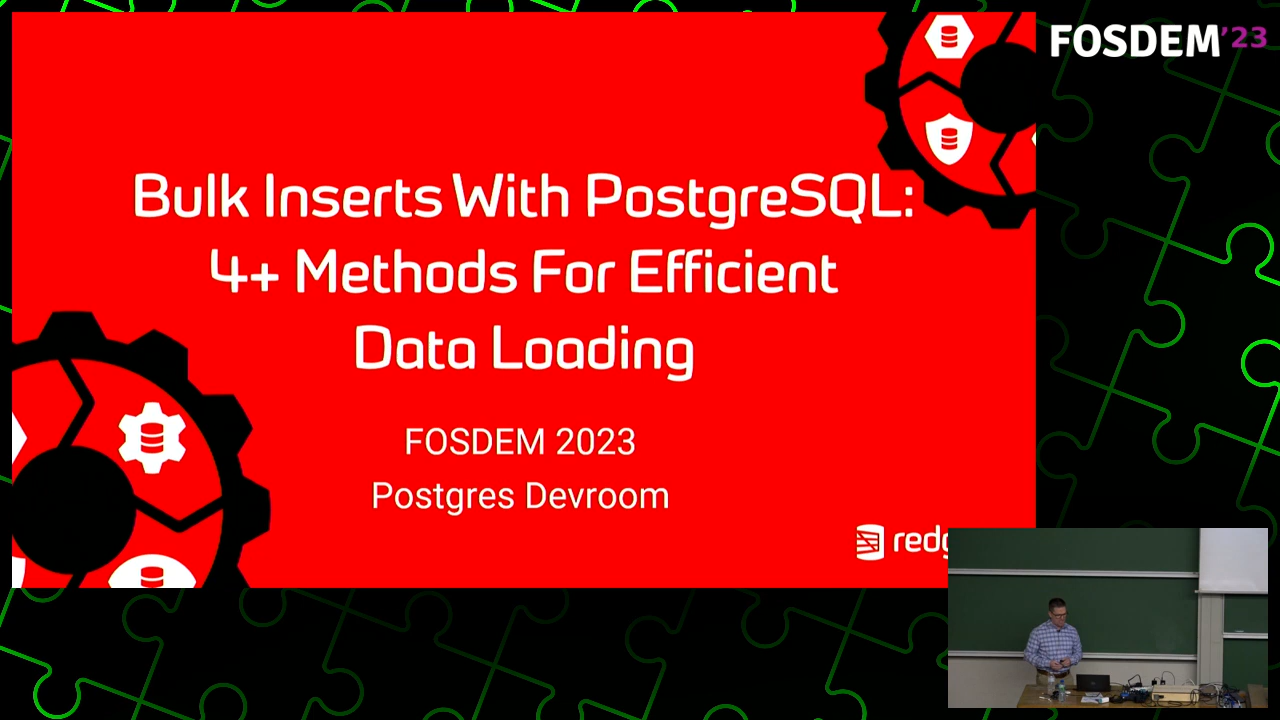 FOSDEM'23
Bulk Inserts With PostgreSQL:
4+ Methods For Efficient
Data Loading
FOSDEM 2023
Postgres Devroom